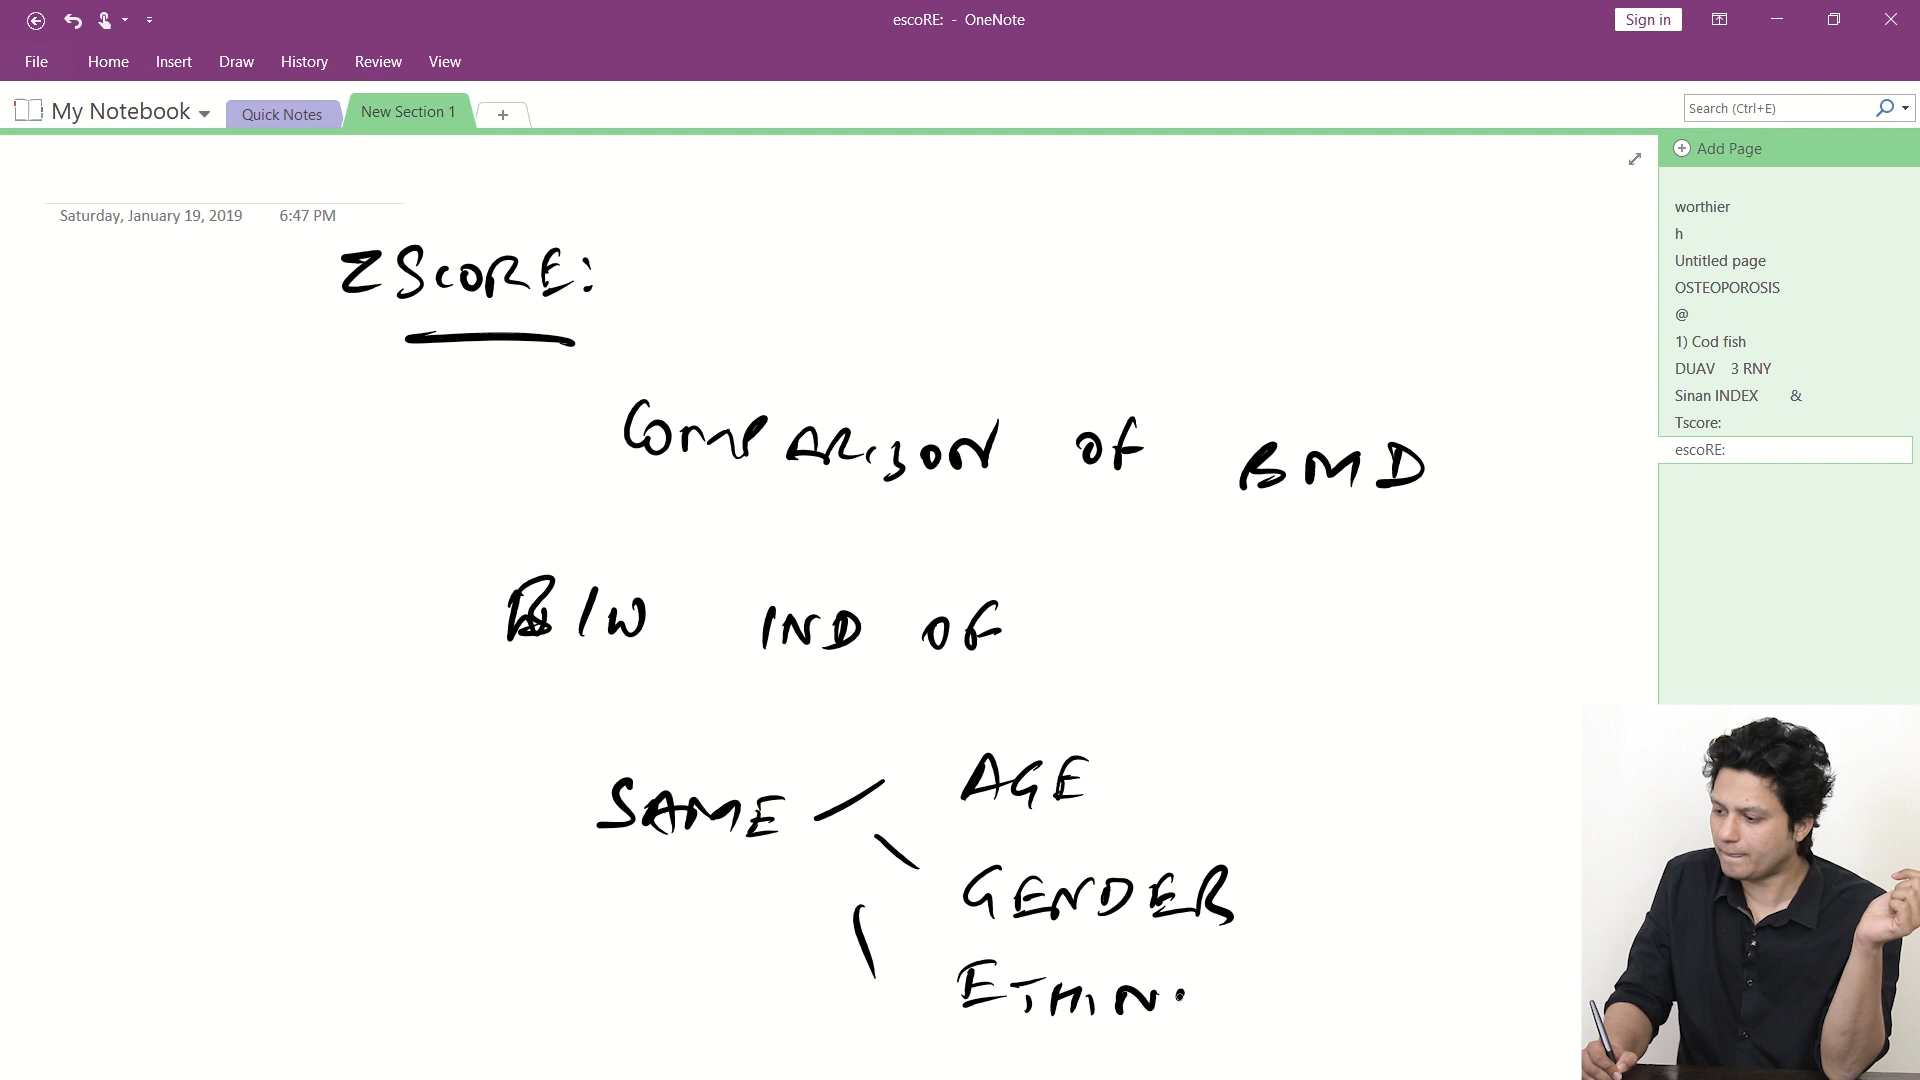 escoRE: - OneNote
Sign in
File Home Insert Draw History Review View
My Notebook
Quick Notes
New Section 1
+
Search (Ctrl+E)
Add Page
Saturday, January 19, 2019 6:47 PM
ZSCORE:
COMPARISON OF BMD
B/W IND OF
SAME
AGE
GENDER
ETHIN.
worthier
h
Untitled page
OSTEOPOROSIS
@
1) Cod fish
DUAV 3 RNY
Sinan INDEX &
Tscore:
escoRE: